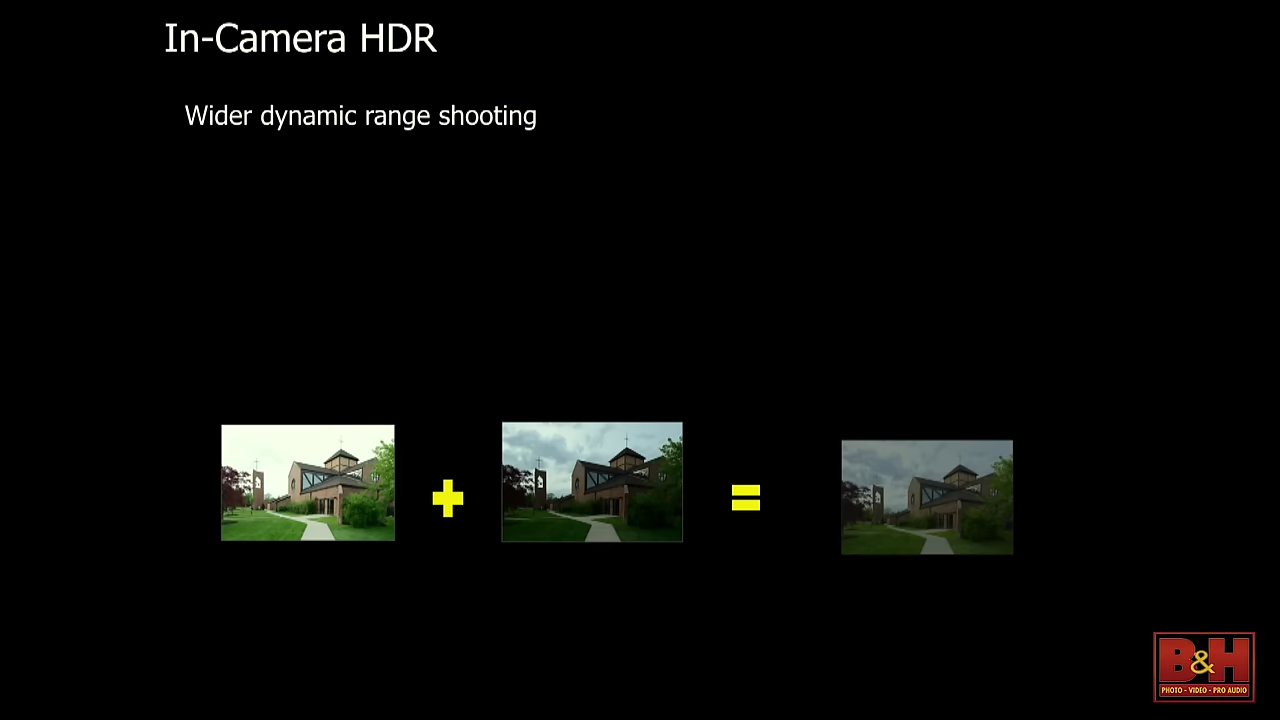 In-Camera HDR
Wider dynamic range shooting
B&H
PHOTO - VIDEO - PRO AUDIO